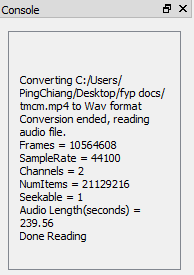 Console
Converting C:/Users/
PingChiang/Desktop/fyp docs/
tmcm.mp4 to Wav format
Conversion ended, reading
audio file.
Frames = 10564608
SampleRate = 44100
Channels = 2
NumItems = 21129216
Seekable = 1
Audio Length(seconds) =
239.56
Done Reading